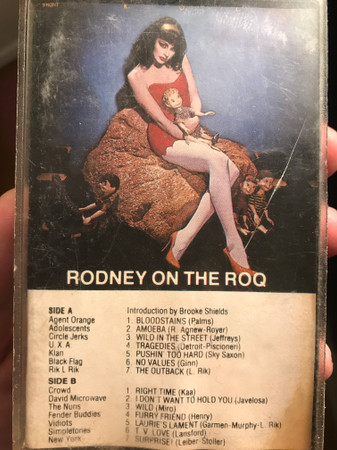 RODNEY ON THE ROQ
SIDE A Introduction by Brooke Shields
Agent Orange 1. BLOODSTAINS (Palms)
Adolescents 2. AMOEBA (R. Agnew-Royer)
Circle Jerks 3. WILD IN THE STREET (Jeffreys)
U.X.A 4. TRAGEDIES (Detroit-Piscioneri)
Klan 5. PUSHIN' TOO HARD (Sky Saxon)
Black Flag 6. NO VALUES (Ginn)
Rik L Rik 7. THE OUTBACK (L. Rik)
SIDE B
Crowd 1. RIGHT TIME (Kaa)
David Microwave 2. I DON'T WANT TO HOLD YOU (Javelosa)
The Nuns 3. WILD (Miro)
Fender Buddies 4. FURRY FRIEND (Henry)
Vidiots 5. LAURIE'S LAMENT (Garmen-Murphy-L. Rik)
Simpletones 6. T.V. LOVE (Lansford)
New York 7. SURPRISE! (Leiber-Stoller)